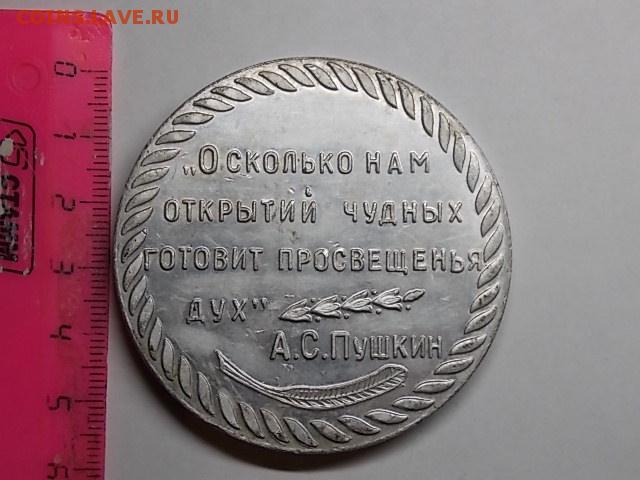 COINS.LAVE.RU
0
1
2
3
4
5
„О СКОЛЬКО НАМ
ОТКРЫТИЙ ЧУДНЫХ
ГОТОВИТ ПРОСВЕЩЕНЬЯ
ДУХ"
А.С.ПУШКИН